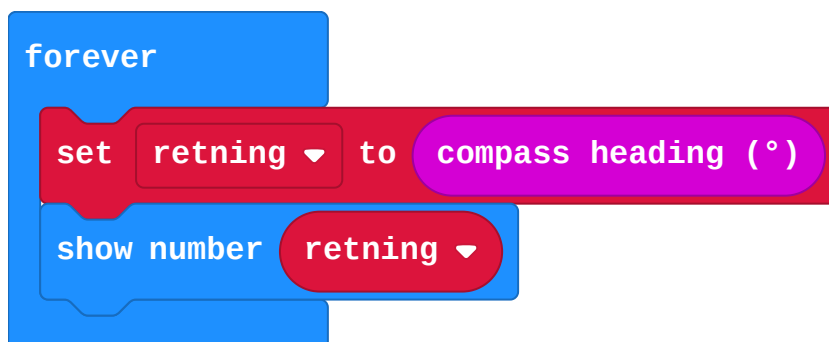 forever
set retning to compass heading (°)
show number retning